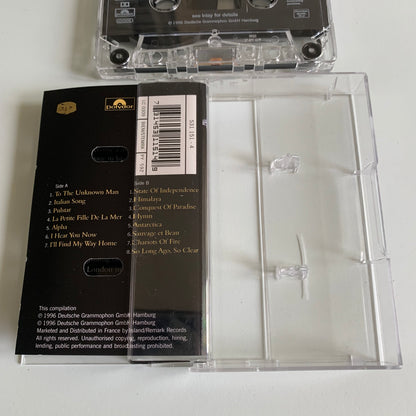 see inlay for details
℗ 1996 Deutsche Grammophon GmbH Hamburg
Polydor
531 151-4
Side A
1. To The Unknown Man
2. Italian Song
3. Pulstar
4. La Petite Fille De La Mer
5. Alpha
6. I Hear You Now
7. I'll Find My Way Home
Side B
1. State Of Independence
2. Himalaya
3. Conquest Of Paradise
4. Hymn
5. Antarctica
6. Sauvage et Beau
7. Chariots Of Fire
8. So Long Ago, So Clear
This compilation
℗ 1996 Deutsche Grammophon GmbH Hamburg
© 1996 Deutsche Grammophon GmbH Hamburg
Marketed and Distributed in France by Island/Remark Records
All rights reserved. Unauthorised copying, reproduction, hiring,
lending, public performance and broadcasting prohibited.